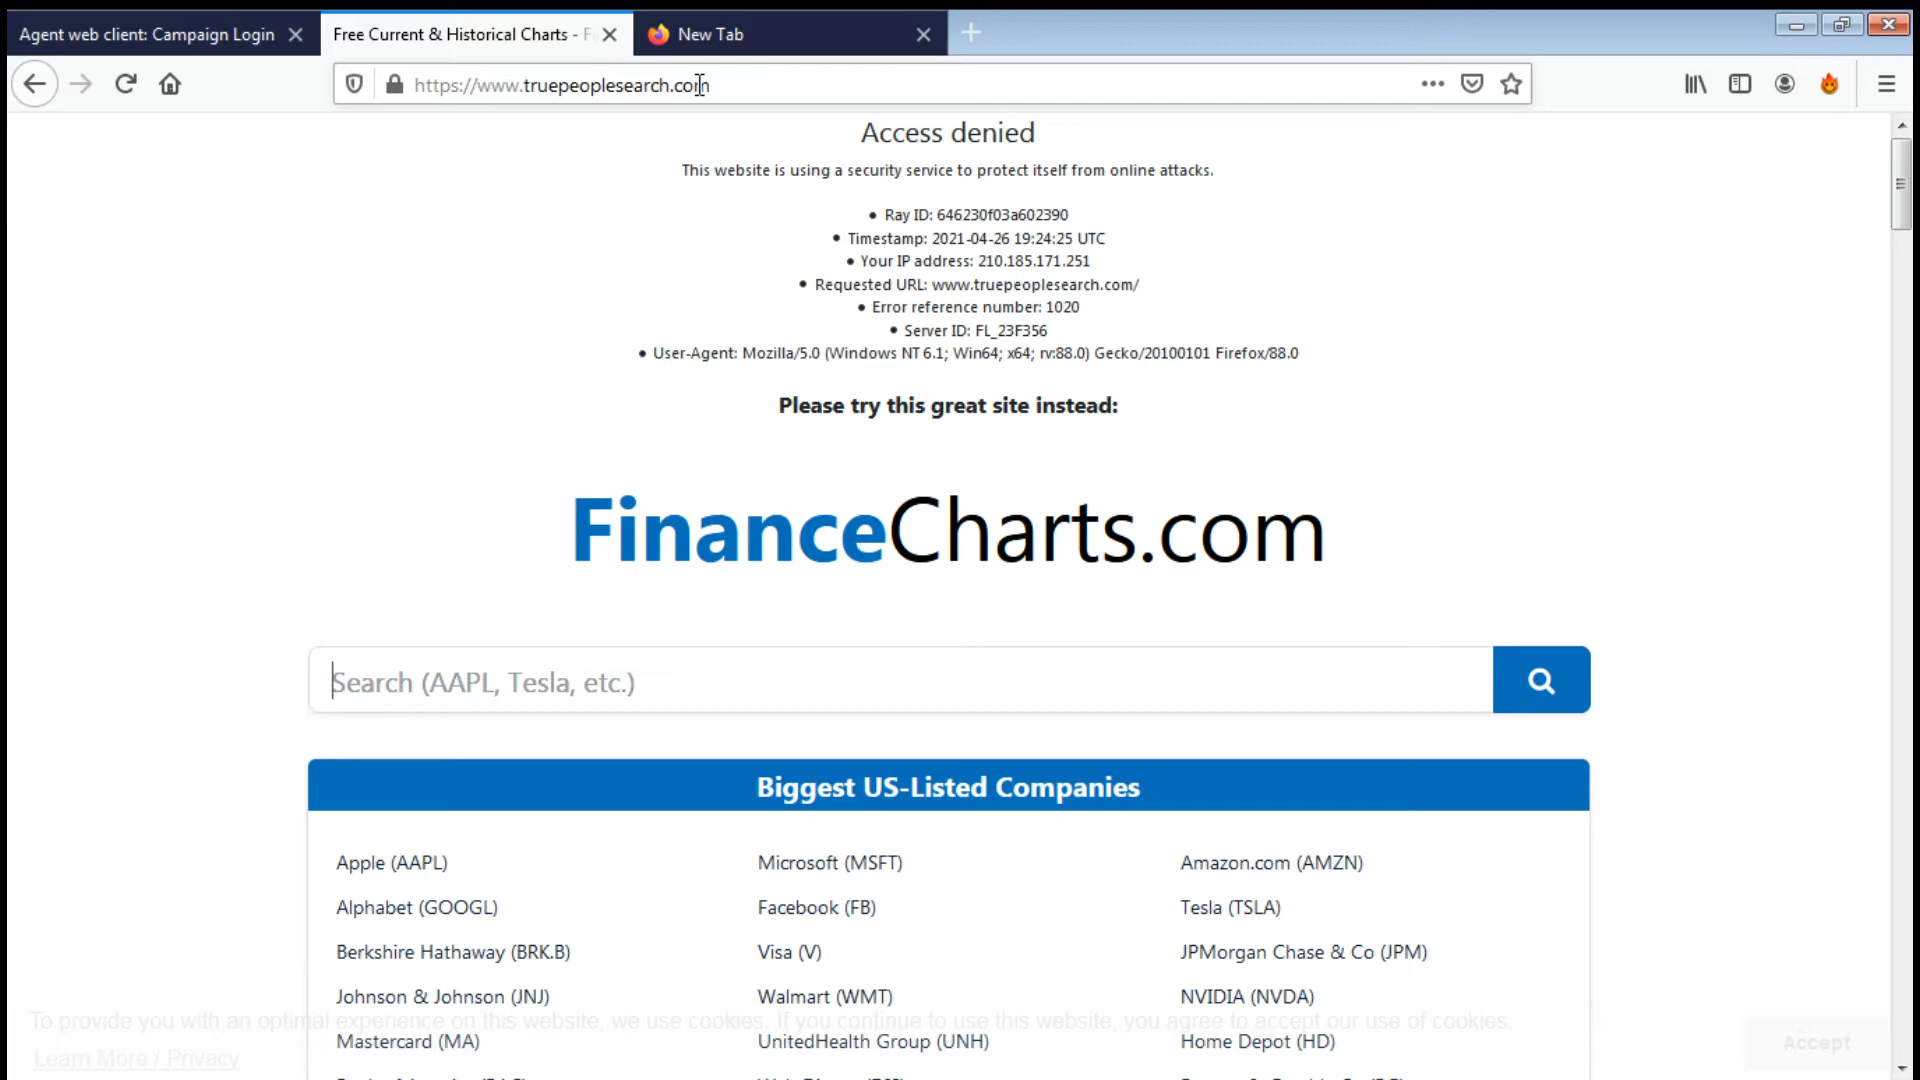 Agent web client: Campaign Login
Free Current & Historical Charts - F
New Tab
https://www.truepeoplesearch.com
Access denied
This website is using a security service to protect itself from online attacks.
• Ray ID: 646230f03a602390
• Timestamp: 2021-04-26 19:24:25 UTC
• Your IP address: 210.185.171.251
• Requested URL: www.truepeoplesearch.com/
• Error reference number: 1020
• Server ID: FL_23F356
• User-Agent: Mozilla/5.0 (Windows NT 6.1; Win64; x64; rv:88.0) Gecko/20100101 Firefox/88.0
Please try this great site instead:
FinanceCharts.com
Search (AAPL, Tesla, etc.)
Biggest US-Listed Companies
Apple (AAPL) Microsoft (MSFT) Amazon.com (AMZN)
Alphabet (GOOGL) Facebook (FB) Tesla (TSLA)
Berkshire Hathaway (BRK.B) Visa (V) JPMorgan Chase & Co (JPM)
Johnson & Johnson (JNJ) Walmart (WMT) NVIDIA (NVDA)
To provide you with an optimal experience on this website, we use cookies. If you continue to use this website, you agree to accept our use of cookies.
Mastercard (MA) UnitedHealth Group (UNH) Home Depot (HD)
Learn More / Privacy
Accept